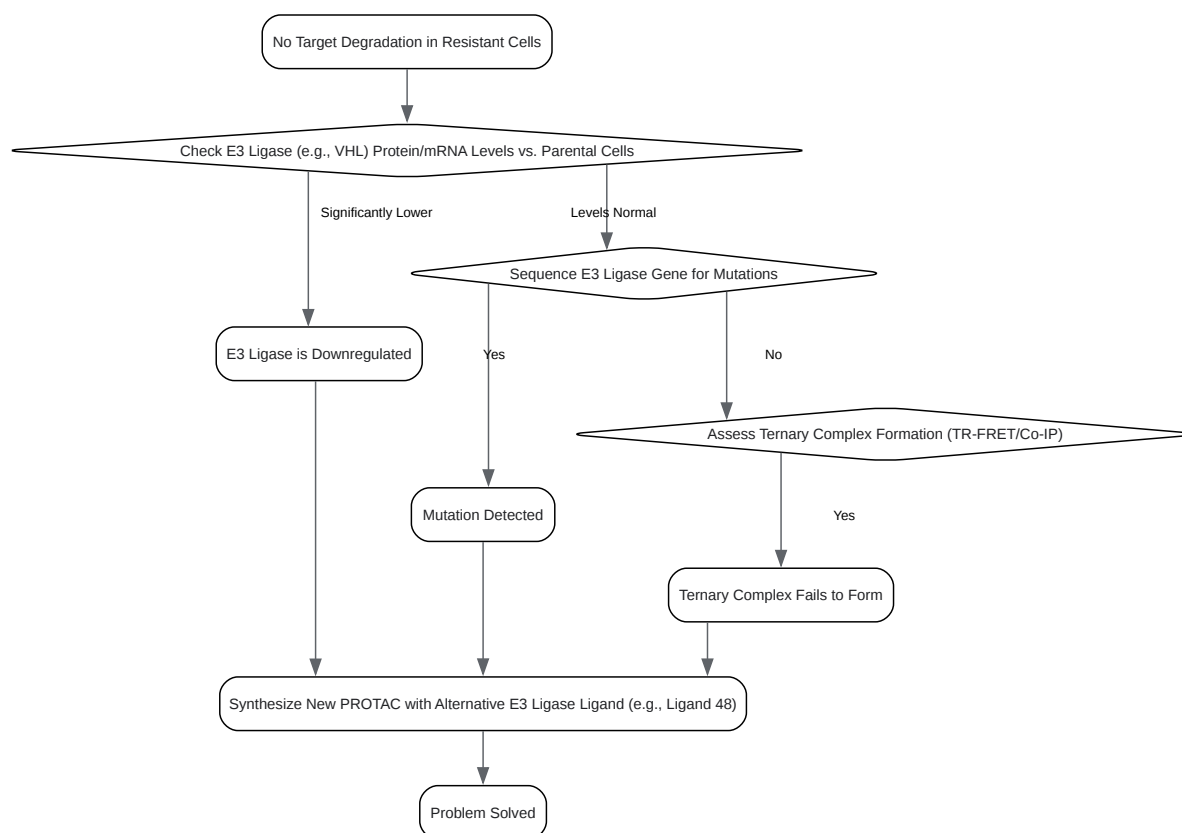 No Target Degradation in Resistant Cells
Check E3 Ligase (e.g., VHL) Protein/mRNA Levels vs. Parental Cells
Significantly Lower
Levels Normal
Sequence E3 Ligase Gene for Mutations
E3 Ligase is Downregulated
Yes
No
Assess Ternary Complex Formation (TR-FRET/Co-IP)
Mutation Detected
Yes
Ternary Complex Fails to Form
Synthesize New PROTAC with Alternative E3 Ligase Ligand (e.g., Ligand 48)
Problem Solved